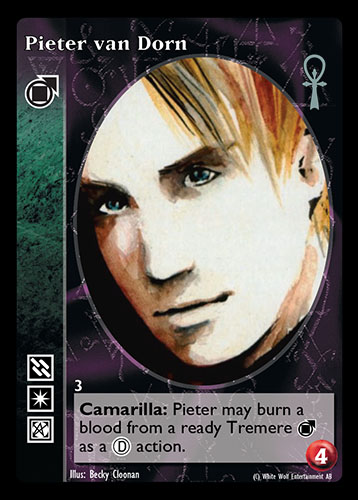 Pieter van Dorn
3
Camarilla: Pieter may burn a
blood from a ready Tremere
as a D action.
4
Illus: Becky Cloonan
(C) White Wolf Entertainment AB